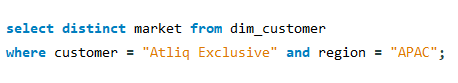 select distinct market from dim_customer
where customer = "Atliq Exclusive" and region = "APAC";